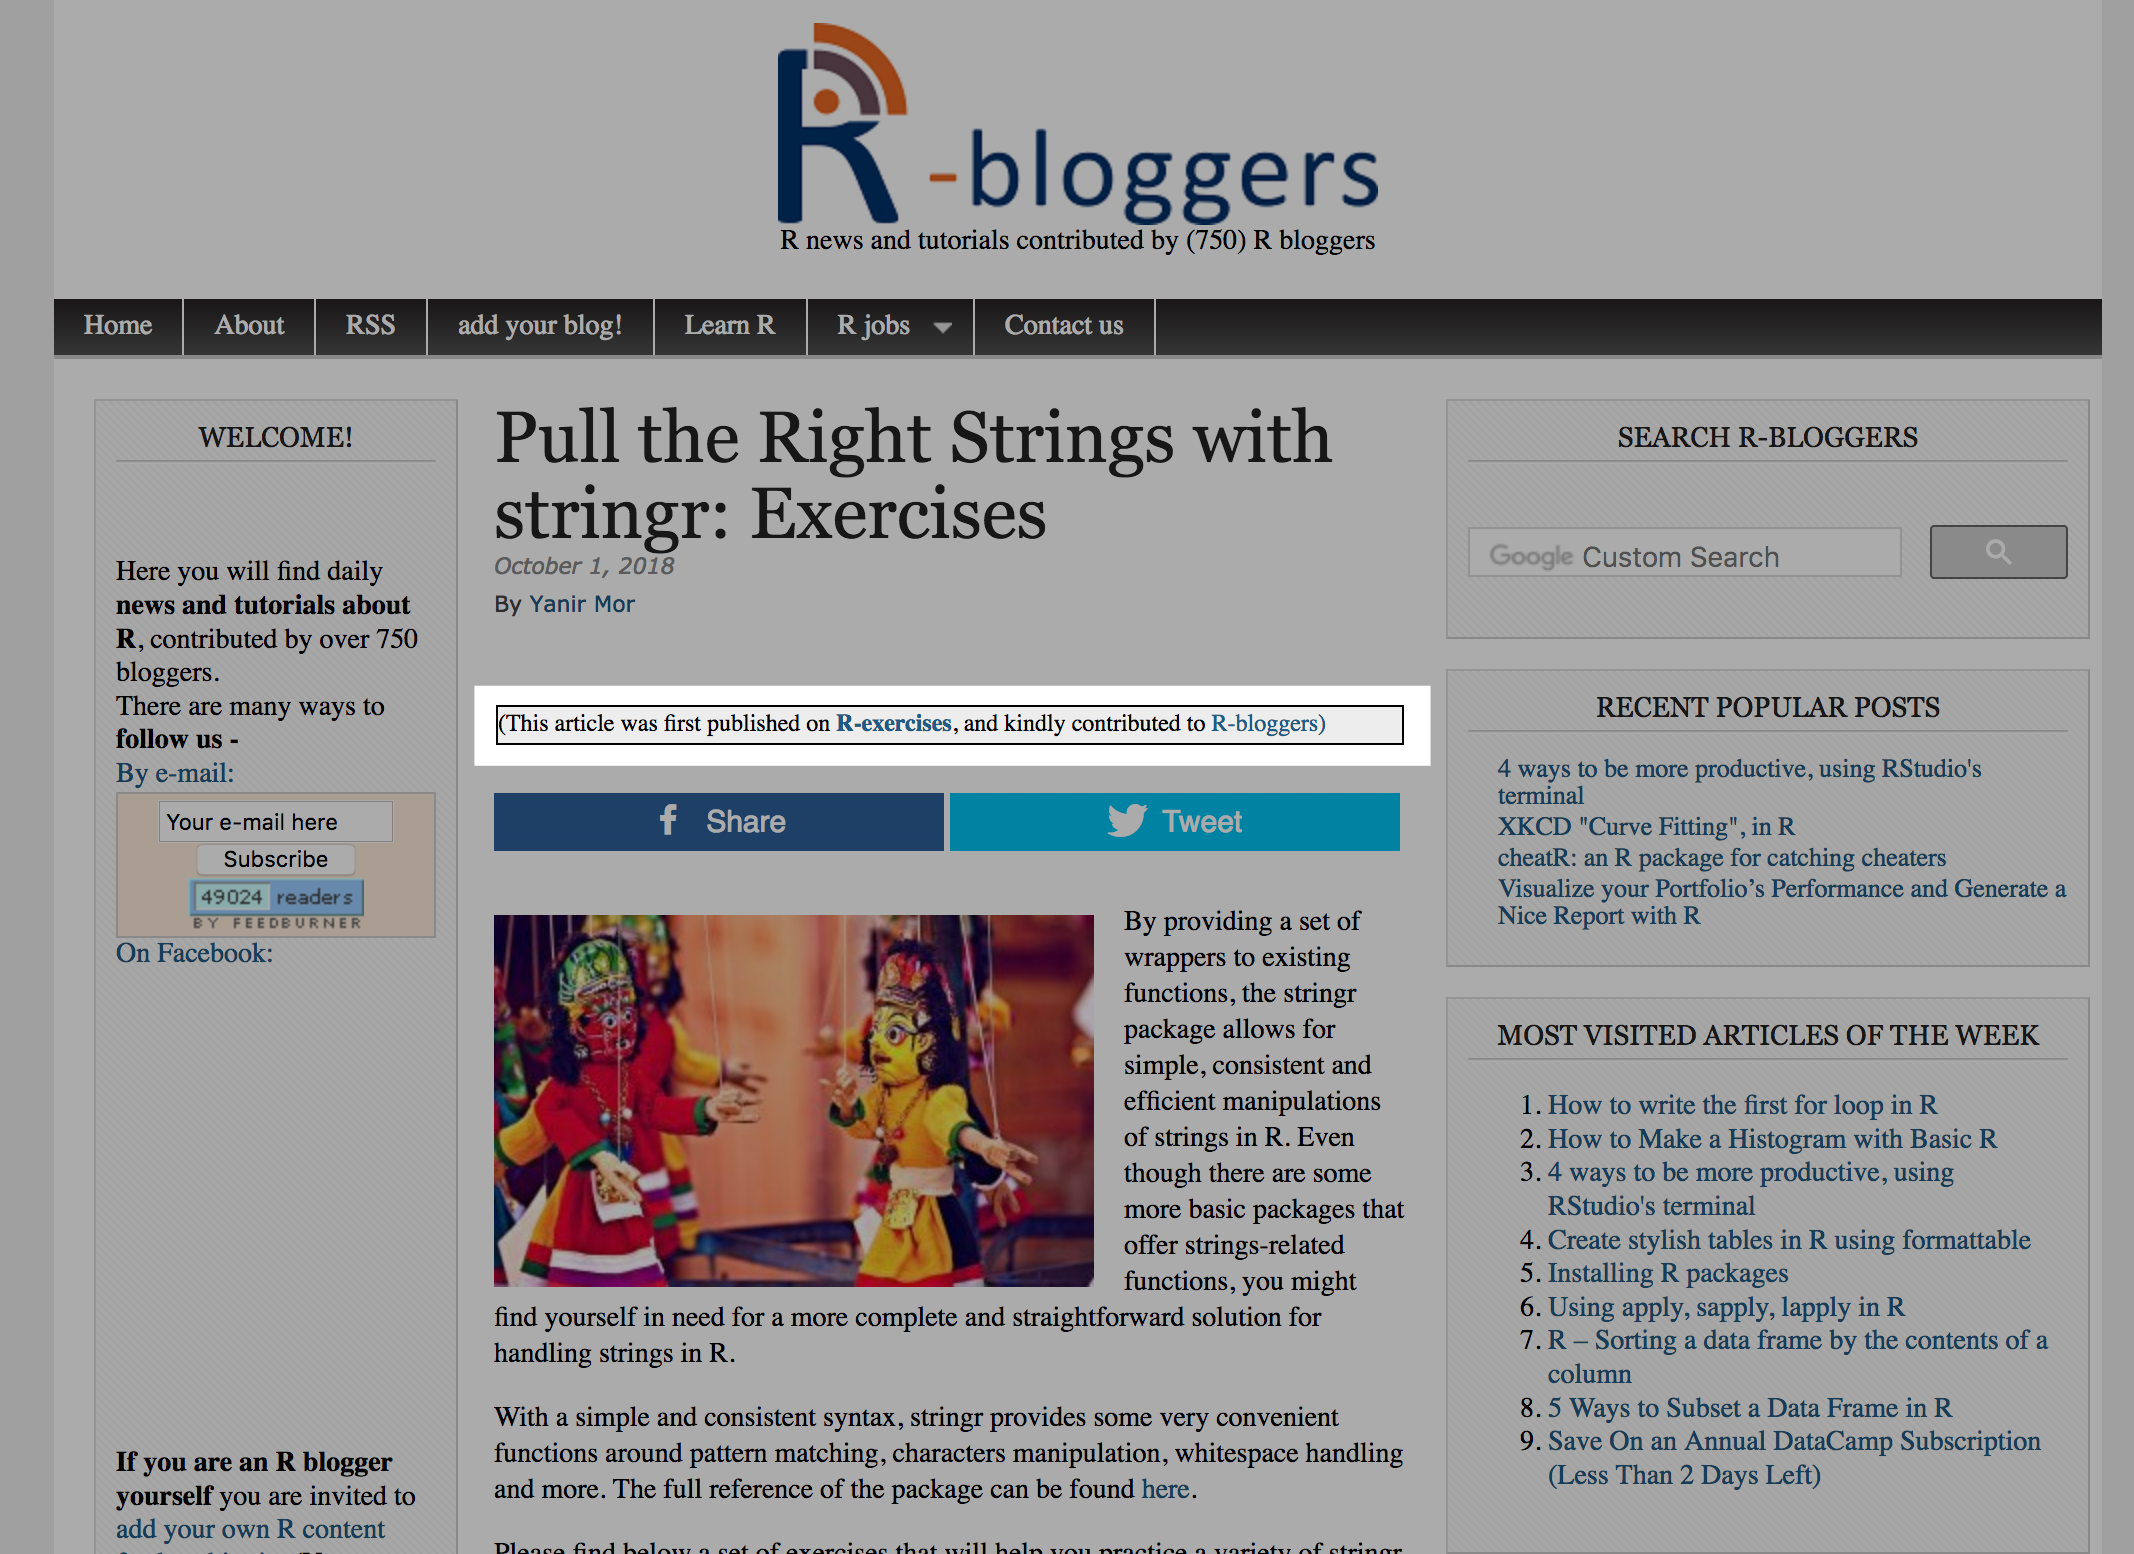 R-bloggers
R news and tutorials contributed by (750) R bloggers
Home
About
RSS
add your blog!
Learn R
R jobs
Contact us
WELCOME!
Here you will find daily
news and tutorials about
R, contributed by over 750
bloggers.
There are many ways to
follow us -
By e-mail:
Your e-mail here
Subscribe
49024 readers
BY FEEDBURNER
On Facebook:
If you are an R blogger
yourself you are invited to
add your own R content
Pull the Right Strings with
stringr: Exercises
October 1, 2018
By Yanir Mor
(This article was first published on R-exercises, and kindly contributed to R-bloggers)
Share
Tweet
By providing a set of
wrappers to existing
functions, the stringr
package allows for
simple, consistent and
efficient manipulations
of strings in R. Even
though there are some
more basic packages that
offer strings-related
functions, you might
find yourself in need for a more complete and straightforward solution for
handling strings in R.
With a simple and consistent syntax, stringr provides some very convenient
functions around pattern matching, characters manipulation, whitespace handling
and more. The full reference of the package can be found here.
Please find below a set of exercises that will help you practice a variety of stringr
SEARCH R-BLOGGERS
Google Custom Search
RECENT POPULAR POSTS
4 ways to be more productive, using RStudio's
terminal
XKCD "Curve Fitting", in R
cheatR: an R package for catching cheaters
Visualize your Portfolio’s Performance and Generate a
Nice Report with R
MOST VISITED ARTICLES OF THE WEEK
1. How to write the first for loop in R
2. How to Make a Histogram with Basic R
3. 4 ways to be more productive, using
RStudio's terminal
4. Create stylish tables in R using formattable
5. Installing R packages
6. Using apply, sapply, lapply in R
7. R – Sorting a data frame by the contents of a
column
8. 5 Ways to Subset a Data Frame in R
9. Save On an Annual DataCamp Subscription
(Less Than 2 Days Left)